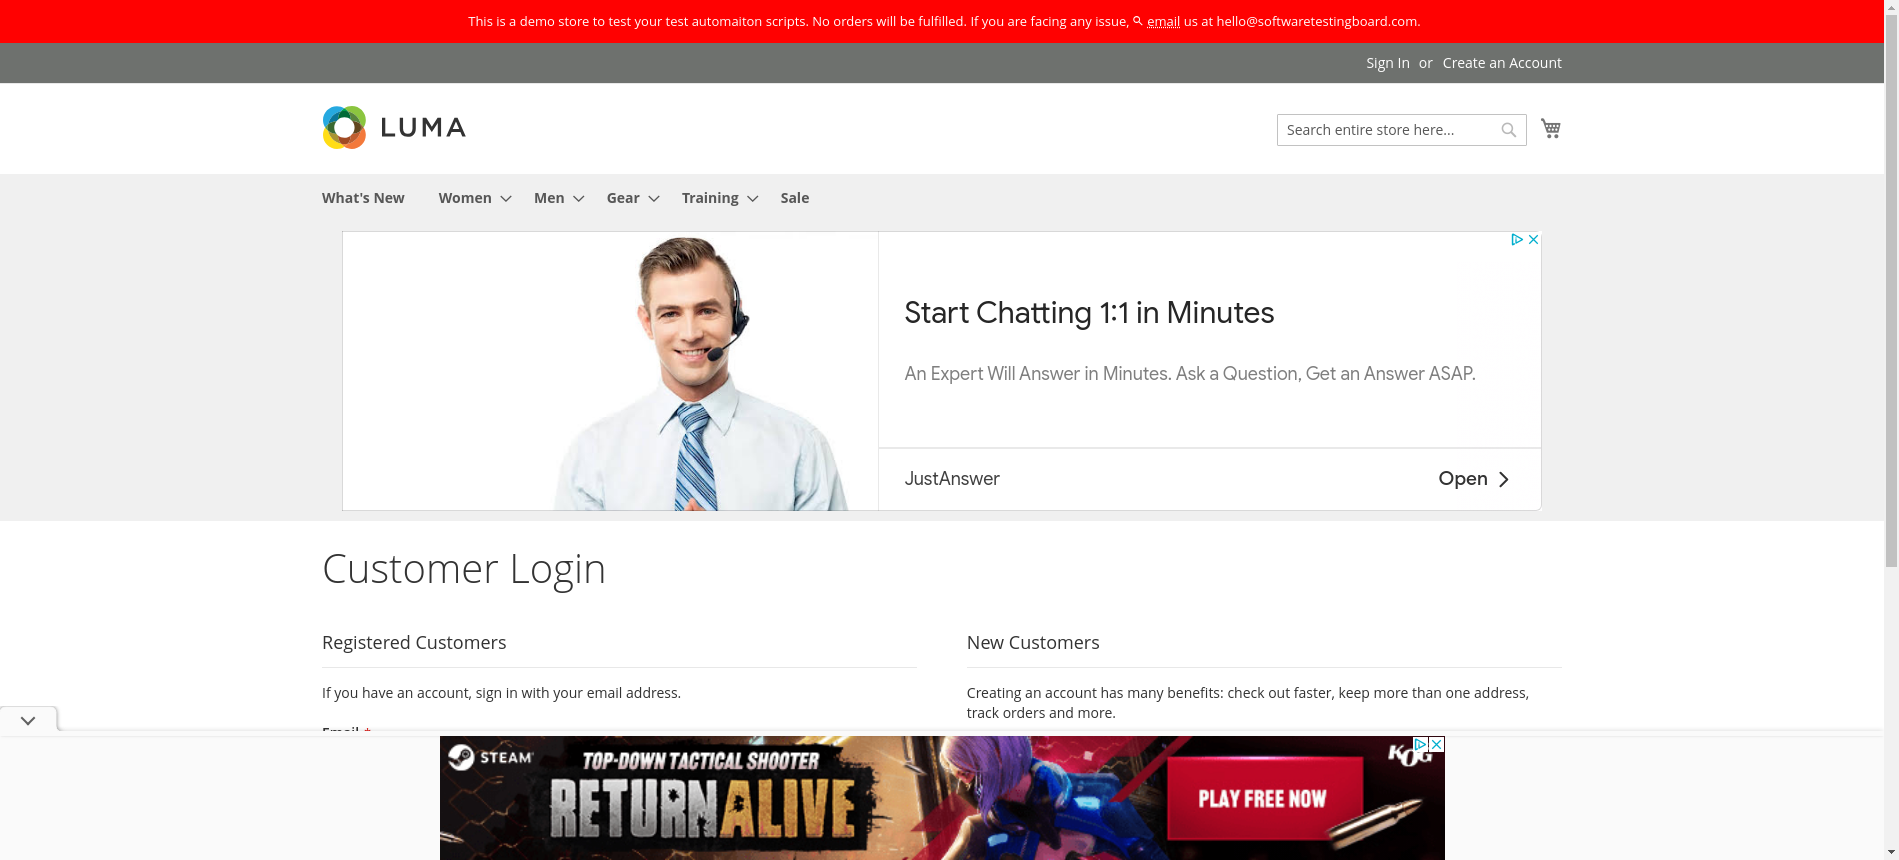 This is a demo store to test your test automaiton scripts. No orders will be fulfilled. If you are facing any issue, email us at hello@softwaretestingboard.com.
Sign In or Create an Account
LUMA
Search entire store here...
What's New Women Men Gear Training Sale
Start Chatting 1:1 in Minutes
An Expert Will Answer in Minutes. Ask a Question, Get an Answer ASAP.
JustAnswer
Open
Customer Login
Registered Customers
If you have an account, sign in with your email address.
Email *
New Customers
Creating an account has many benefits: check out faster, keep more than one address,
track orders and more.
STEAM
TOP-DOWN TACTICAL SHOOTER
RETURN ALIVE
PLAY FREE NOW
KOG